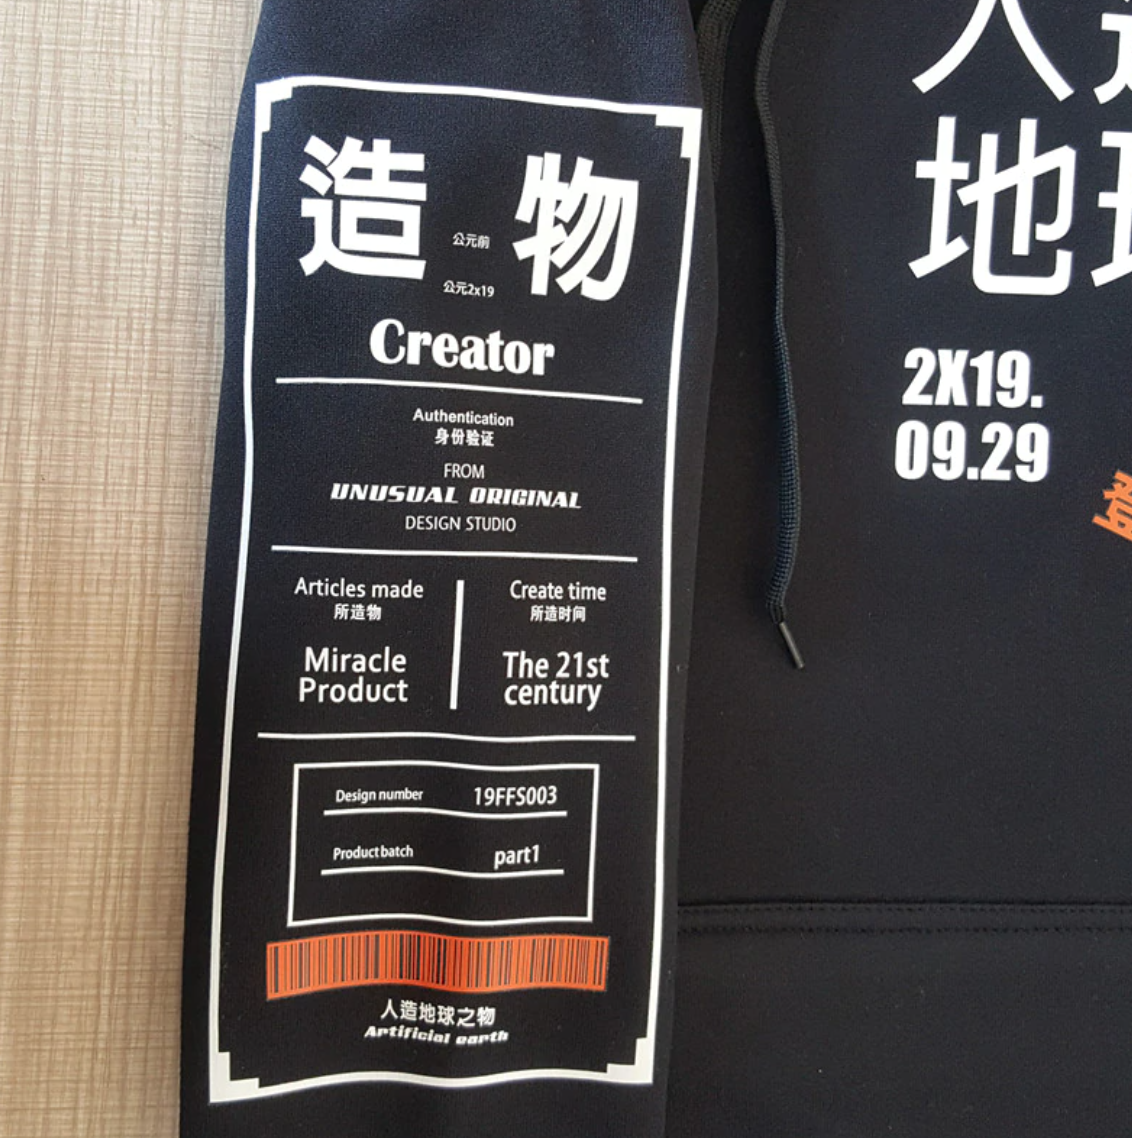 造 物
公元前
公元2x19
Creator
Authentication
身份验证
FROM
UNUSUAL ORIGINAL
DESIGN STUDIO
Articles made
所造物
Miracle
Product
Create time
所造时间
The 21st
century
Design number 19FFS003
Product batch part1
人造地球之物
Artificial earth
人造
地球
2X19.
09.29